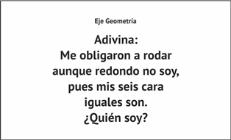 Eje Geometría
Adivina:
Me obligaron a rodar
aunque redondo no soy,
pues mis seis cara
iguales son.
¿Quién soy?